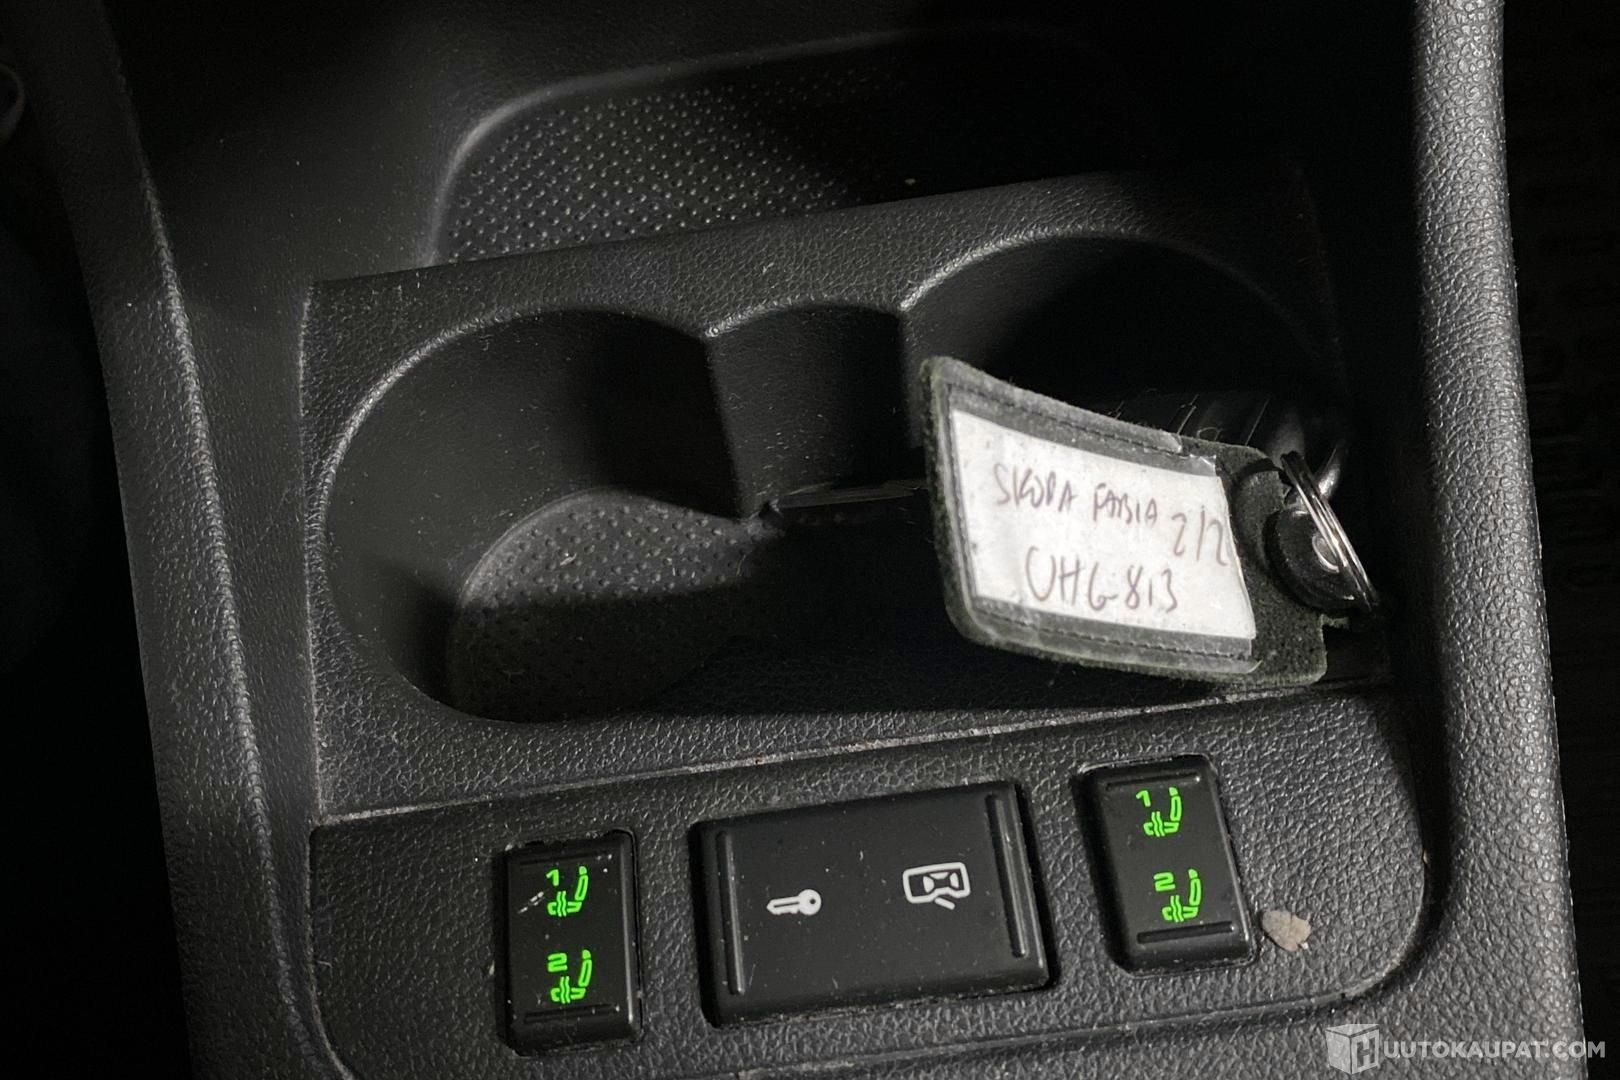 SKODA FABIA 2/2
UHG-813
1
2
1
2
HUUTOKAUPAT.COM